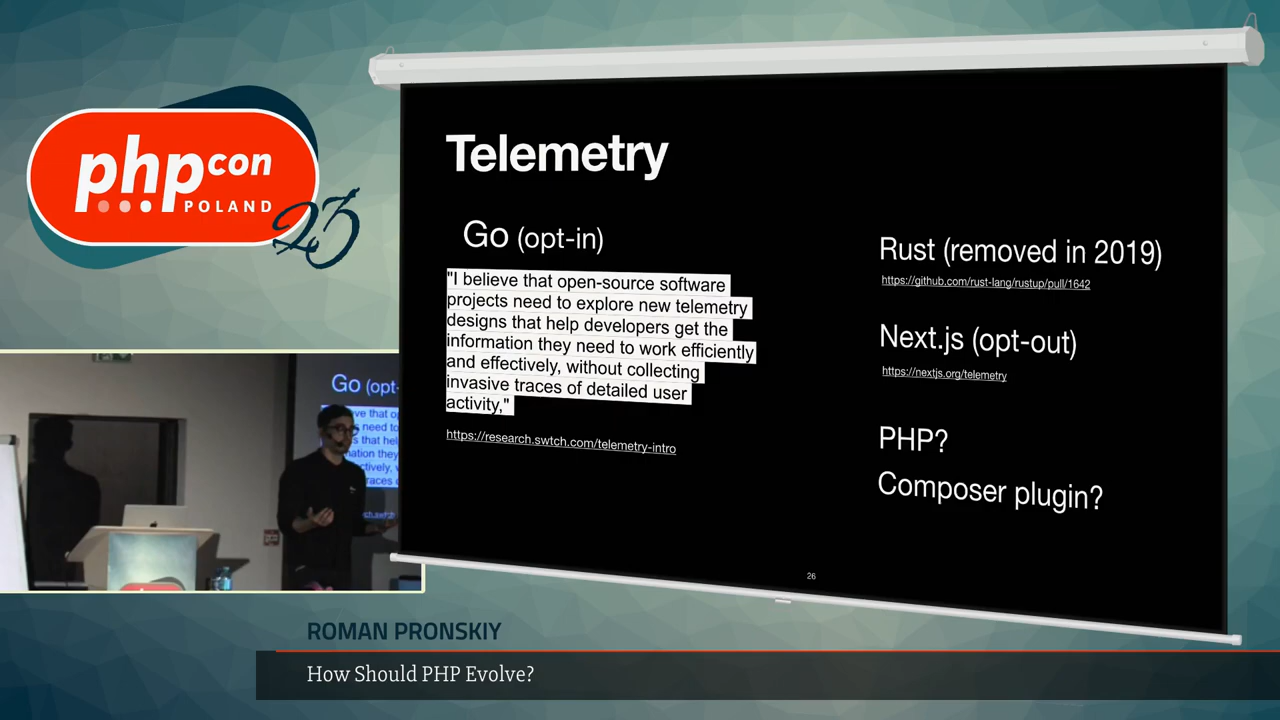 phpcon
POLAND
23
Telemetry
Go (opt-in)
"I believe that open-source software
projects need to explore new telemetry
designs that help developers get the
information they need to work efficiently
and effectively, without collecting
invasive traces of detailed user
activity,"
https://research.swtch.com/telemetry-intro
Rust (removed in 2019)
https://github.com/rust-lang/rustup/pull/1642
Next.js (opt-out)
https://nextjs.org/telemetry
PHP?
Composer plugin?
26
Go (opt-
ROMAN PRONSKIY
How Should PHP Evolve?